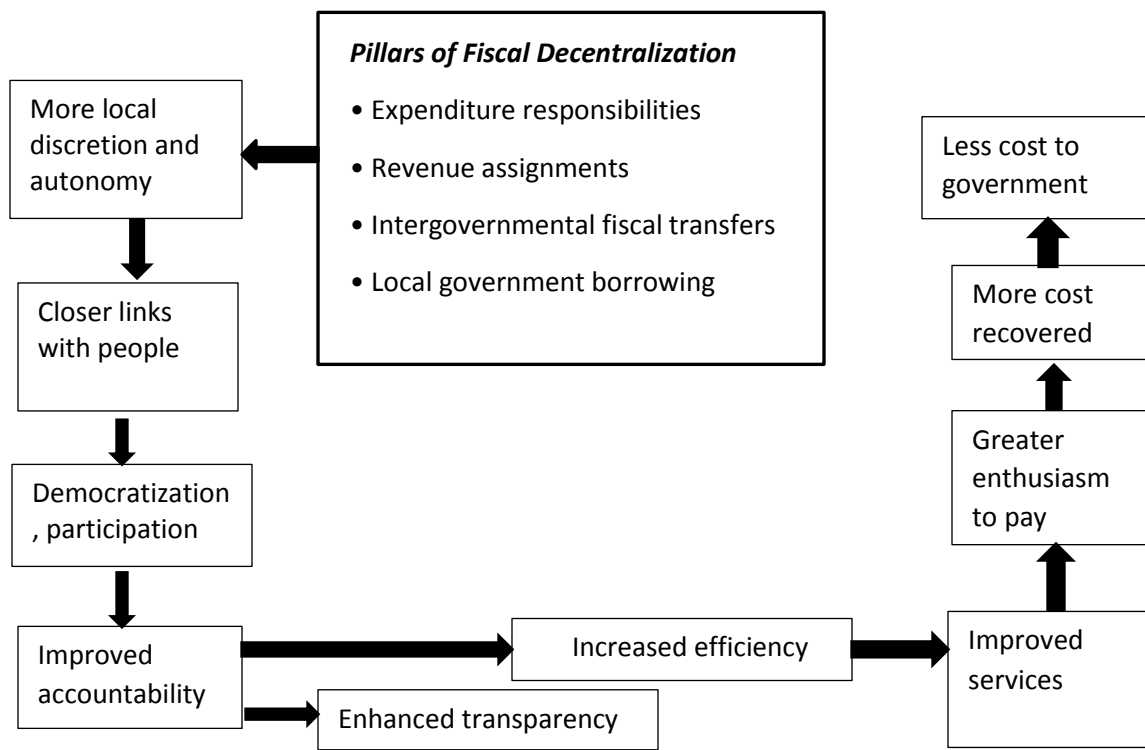 Pillars of Fiscal Decentralization
• Expenditure responsibilities
• Revenue assignments
• Intergovernmental fiscal transfers
• Local government borrowing
More local
discretion and
autonomy
Closer links
with people
Democratization
, participation
Improved
accountability
Enhanced transparency
Increased efficiency
Improved
services
Greater
enthusiasm
to pay
More cost
recovered
Less cost to
government